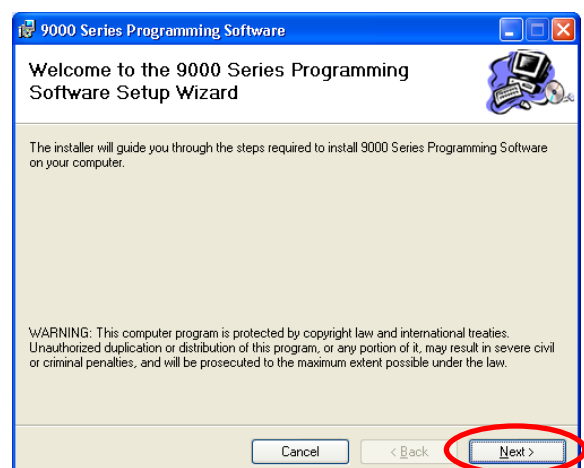 9000 Series Programming Software
Welcome to the 9000 Series Programming
Software Setup Wizard
The installer will guide you through the steps required to install 9000 Series Programming Software
on your computer.
WARNING: This computer program is protected by copyright law and international treaties.
Unauthorized duplication or distribution of this program, or any portion of it, may result in severe civil
or criminal penalties, and will be prosecuted to the maximum extent possible under the law.
Cancel < Back Next >